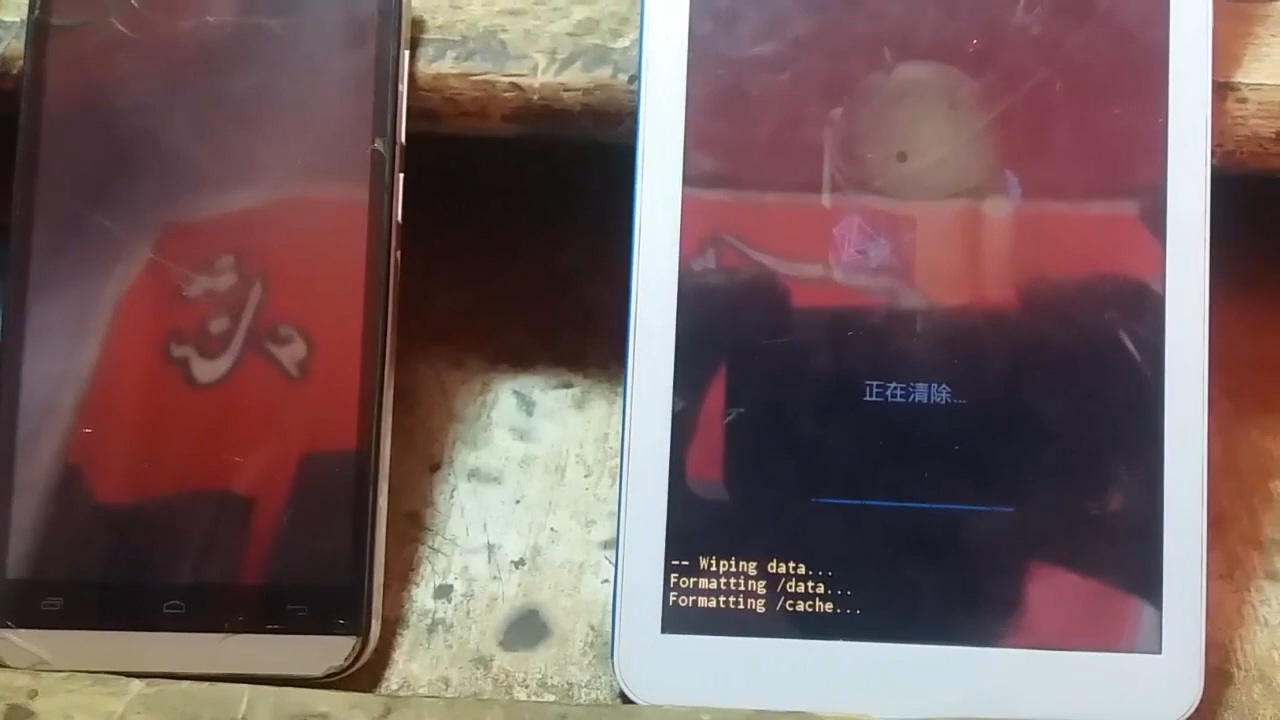 正在清除...
-- Wiping data...
Formatting /data...
Formatting /cache...